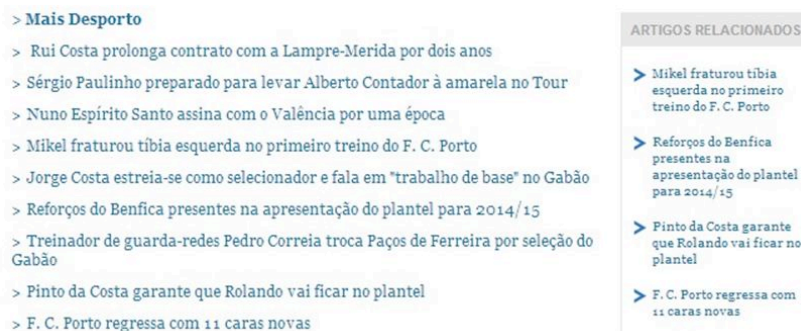 > Mais Desporto
> Rui Costa prolonga contrato com a Lampre-Merida por dois anos
> Sérgio Paulinho preparado para levar Alberto Contador à amarela no Tour
> Nuno Espírito Santo assina com o Valência por uma época
> Mikel fraturou tíbia esquerda no primeiro treino do F. C. Porto
> Jorge Costa estreia-se como selecionador e fala em "trabalho de base" no Gabão
> Reforços do Benfica presentes na apresentação do plantel para 2014/15
> Treinador de guarda-redes Pedro Correia troca Paços de Ferreira por seleção do
Gabão
> Pinto da Costa garante que Rolando vai ficar no plantel
> F. C. Porto regressa com 11 caras novas
ARTIGOS RELACIONADOS
> Mikel fraturou tíbia
esquerda no primeiro
treino do F. C. Porto
> Reforços do Benfica
presentes na
apresentação do plantel
para 2014/15
> Pinto da Costa garante
que Rolando vai ficar no
plantel
> F. C. Porto regressa com
11 caras novas